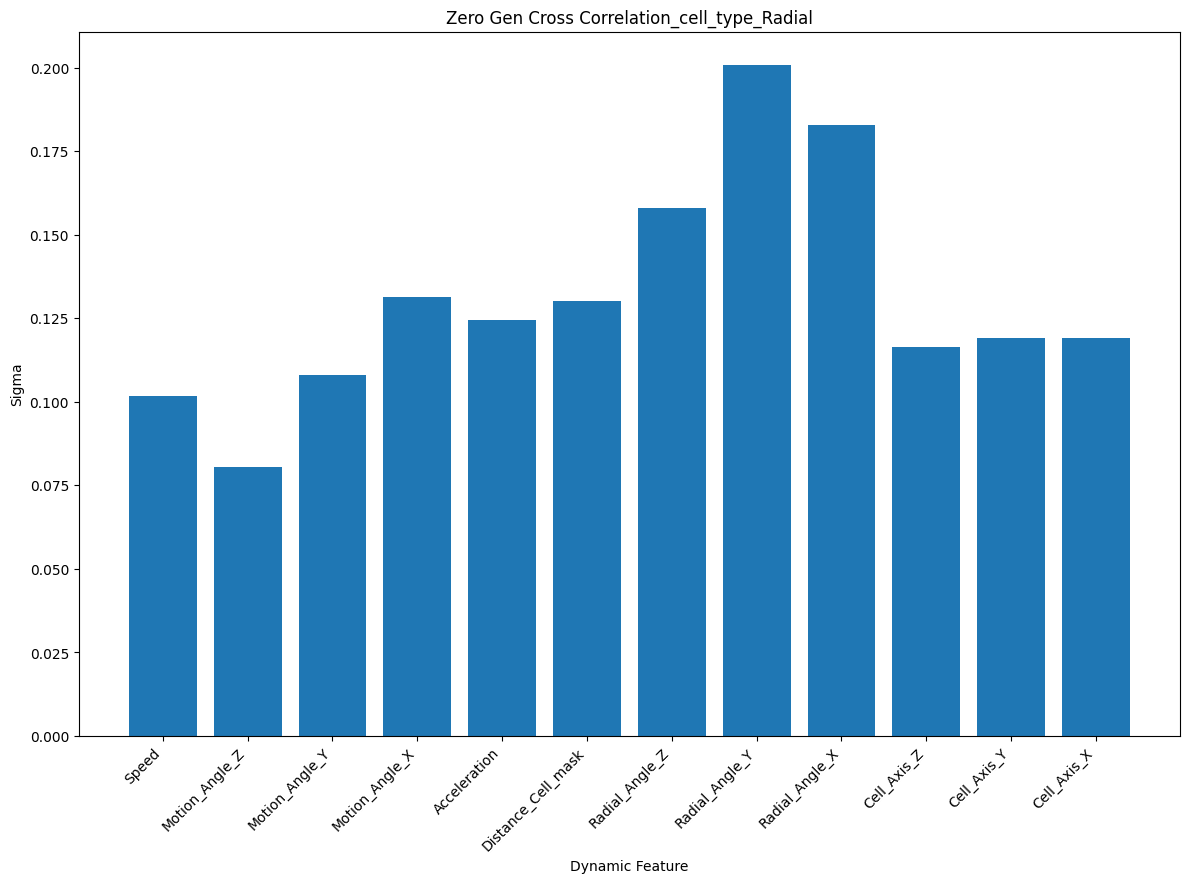 Zero Gen Cross Correlation_cell_type_Radial
0.200
0.175
0.150
0.125
0.100
0.075
0.050
0.025
0.000
Sigma
Speed
Motion_Angle_Z
Motion_Angle_Y
Motion_Angle_X
Acceleration
Distance_Cell_mask
Radial_Angle_Z
Radial_Angle_Y
Radial_Angle_X
Cell_Axis_Z
Cell_Axis_Y
Cell_Axis_X
Dynamic Feature